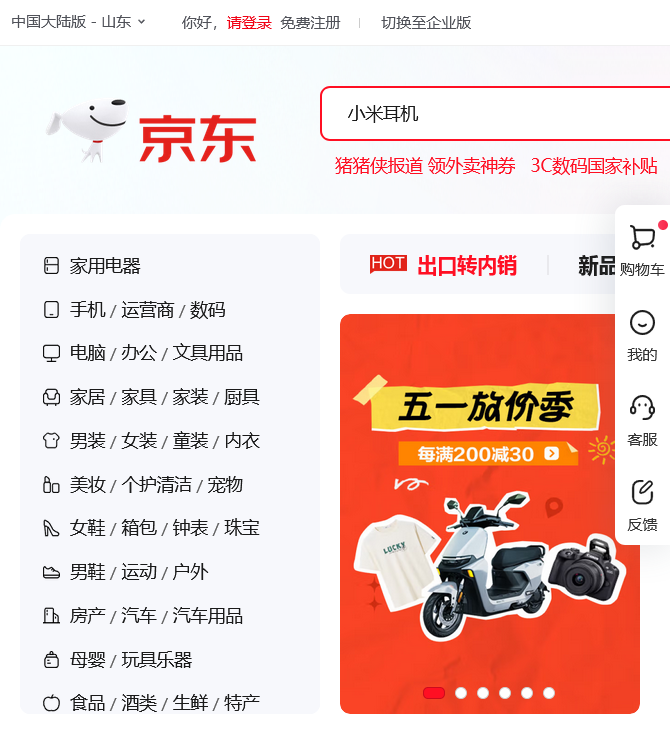 中国大陆版 - 山东
你好，请登录 免费注册
切换至企业版
京东
小米耳机
猪猪侠报道 领外卖神券 3C数码国家补贴
购物车
我的
客服
反馈
家用电器
手机 / 运营商 / 数码
电脑 / 办公 / 文具用品
家居 / 家具 / 家装 / 厨具
男装 / 女装 / 童装 / 内衣
美妆 / 个护清洁 / 宠物
女鞋 / 箱包 / 钟表 / 珠宝
男鞋 / 运动 / 户外
房产 / 汽车 / 汽车用品
母婴 / 玩具乐器
食品 / 酒类 / 生鲜 / 特产
HOT 出口转内销
新品
五一放价季
每满200减30
LOCKY